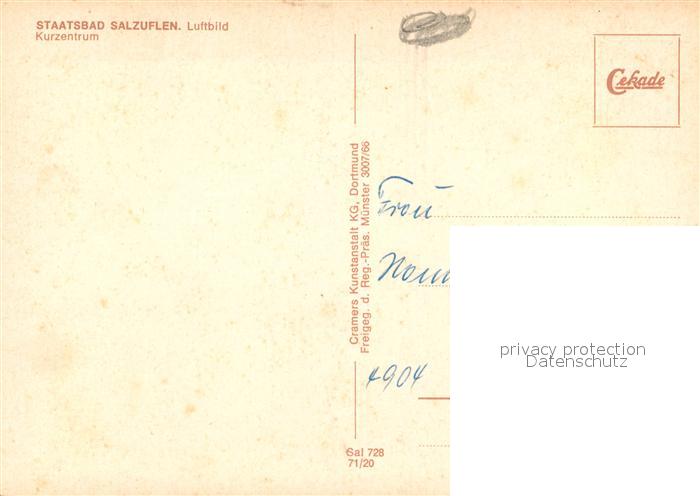 STAATSBAD SALZUFLEN. Luftbild
Kurzentrum
Cekade
Cramers Kunstanstalt KG, Dortmund
Freigeg. d. Reg.-Präs. Münster 3007/66
Frau
4904
privacy protection
Datenschutz
Sal 728
71/20